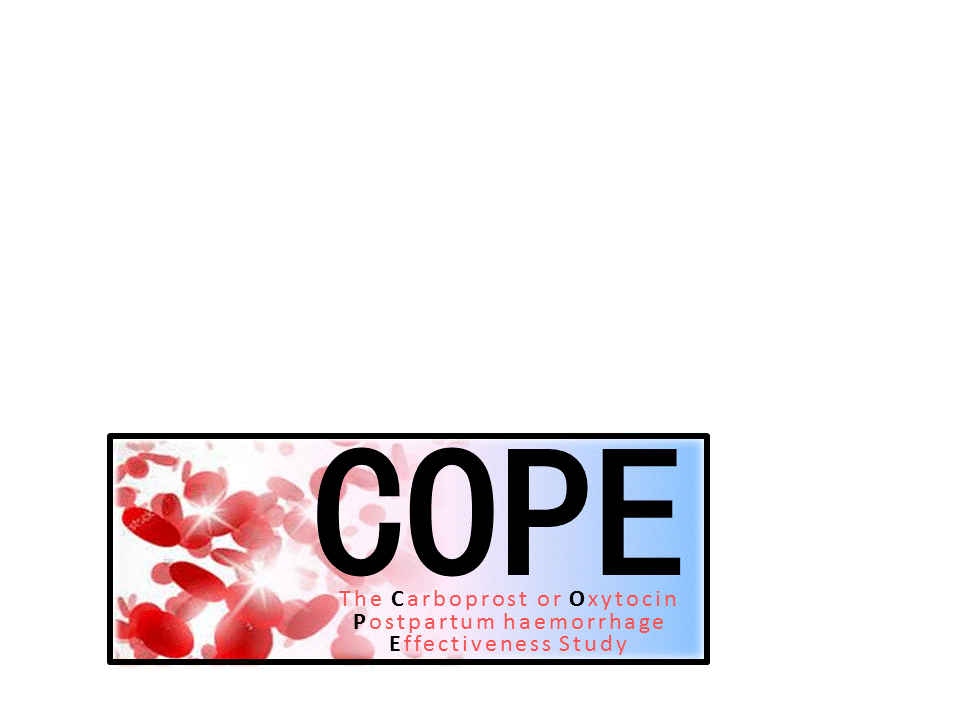 COPE
The Carboprost or Oxytocin
Postpartum haemorrhage
Effectiveness Study